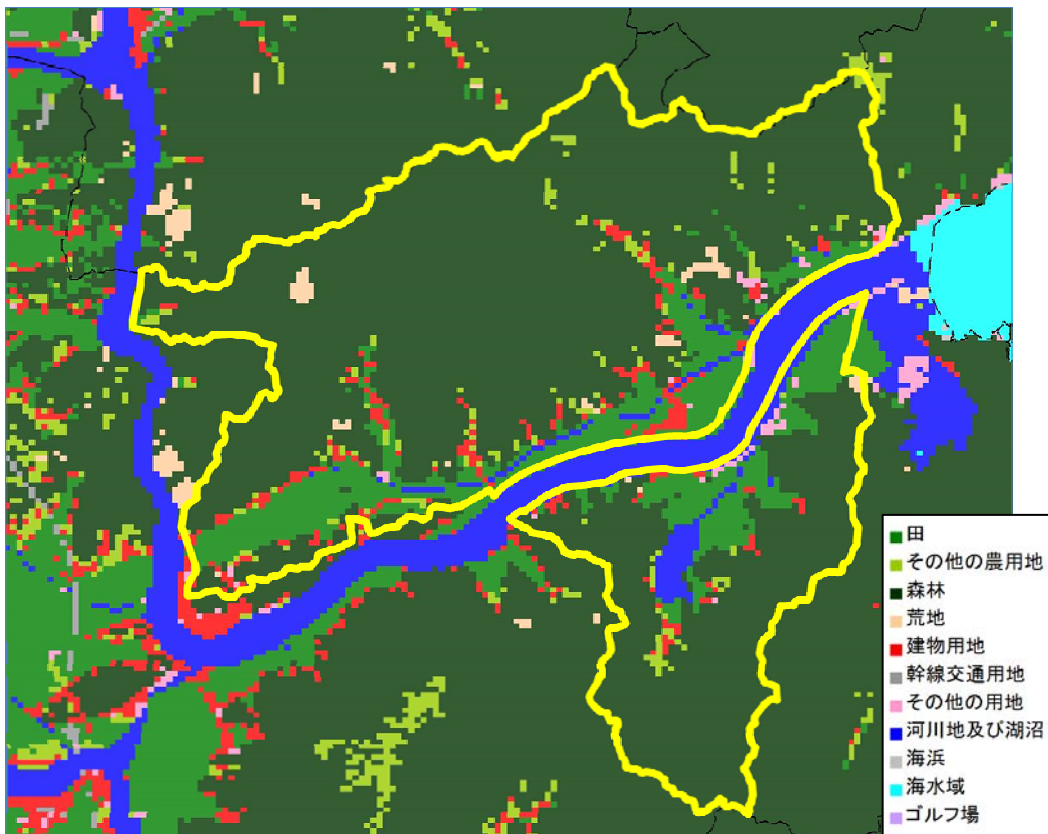 田
その他の農用地
森林
荒地
建物用地
幹線交通用地
その他の用地
河川地及び湖沼
海浜
海水域
ゴルフ場